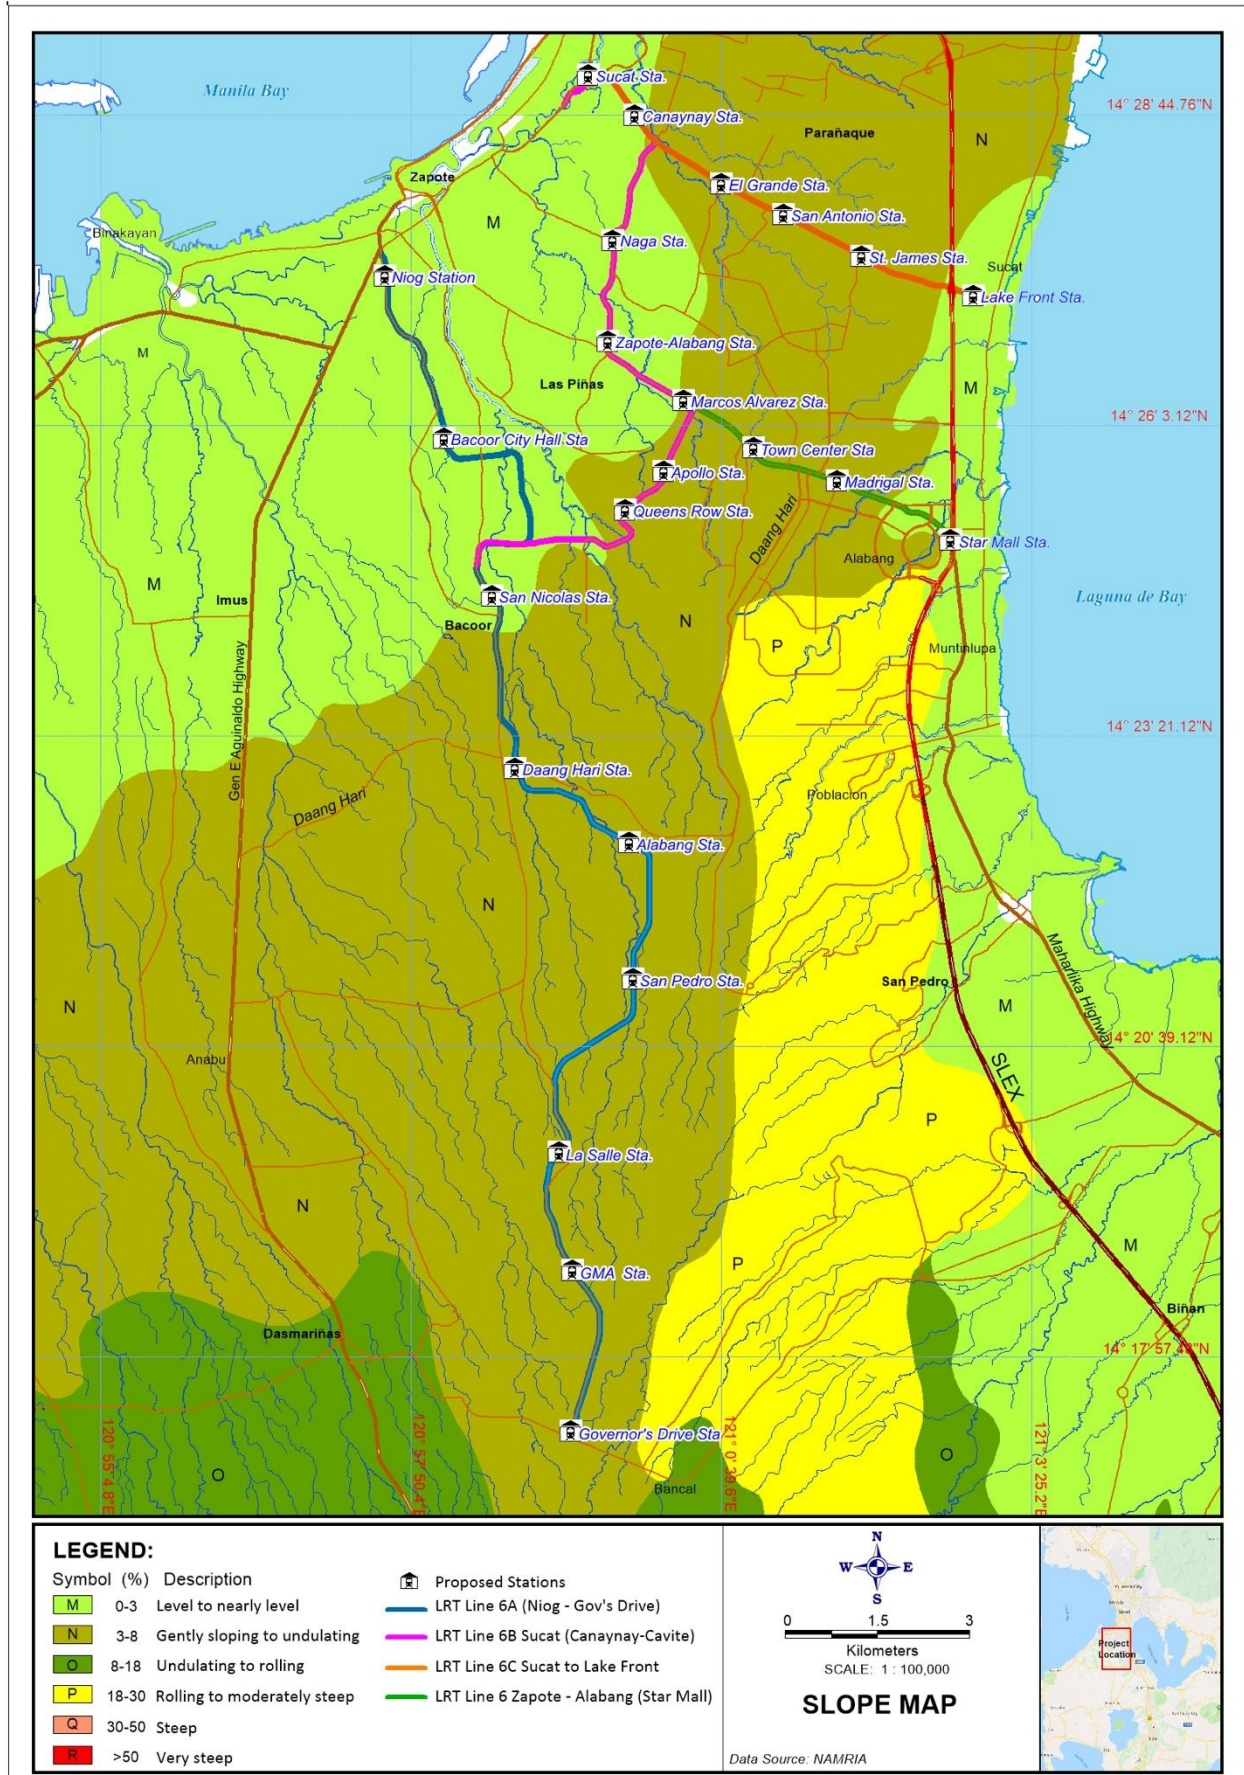 Manila Bay
Sucat Sta.
Canaynay Sta.
14° 28' 44.76"N
Parañaque
N
Zapote
El Grande Sta.
M
San Antonio Sta.
Binakayan
Naga Sta.
St. James Sta.
Sucat
Niog Station
Lake Front Sta.
Zapote-Alabang Sta.
M
Las Piñas
M
Marcos Alvarez Sta.
14° 26' 3.12"N
Bacoor City Hall Sta
Town Center Sta
Apollo Sta.
Madrigal Sta.
Queens Row Sta.
Daang Hari
Star Mall Sta.
Alabang
M
Imus
San Nicolas Sta.
Laguna de Bay
Bacoor
N
P
Muntinlupa
Gen E Aguinaldo Highway
14° 23' 21.12"N
Daang Hari Sta.
Daang Hari
Poblacion
Alabang Sta.
N
Maharlika Highway
San Pedro Sta.
San Pedro
N
M
14° 20' 39.12"N
Anabu
SLEX
P
La Salle Sta.
N
M
P
GMA Sta.
Biñan
Dasmariñas
14° 17' 57.48"N
Governor's Drive Sta
O
O
Bancal
120° 55' 4.8"E
120° 57' 50.4"E
121° 0' 39.6"E
121° 3' 25.2"E
LEGEND:
Symbol (%) Description
M 0-3 Level to nearly level
N 3-8 Gently sloping to undulating
O 8-18 Undulating to rolling
P 18-30 Rolling to moderately steep
Q 30-50 Steep
R >50 Very steep
Proposed Stations
LRT Line 6A (Niog - Gov's Drive)
LRT Line 6B Sucat (Canaynay-Cavite)
LRT Line 6C Sucat to Lake Front
LRT Line 6 Zapote - Alabang (Star Mall)
N
W E
S
0 1.5 3
Kilometers
SCALE: 1 : 100,000
SLOPE MAP
Data Source: NAMRIA
Project
Location